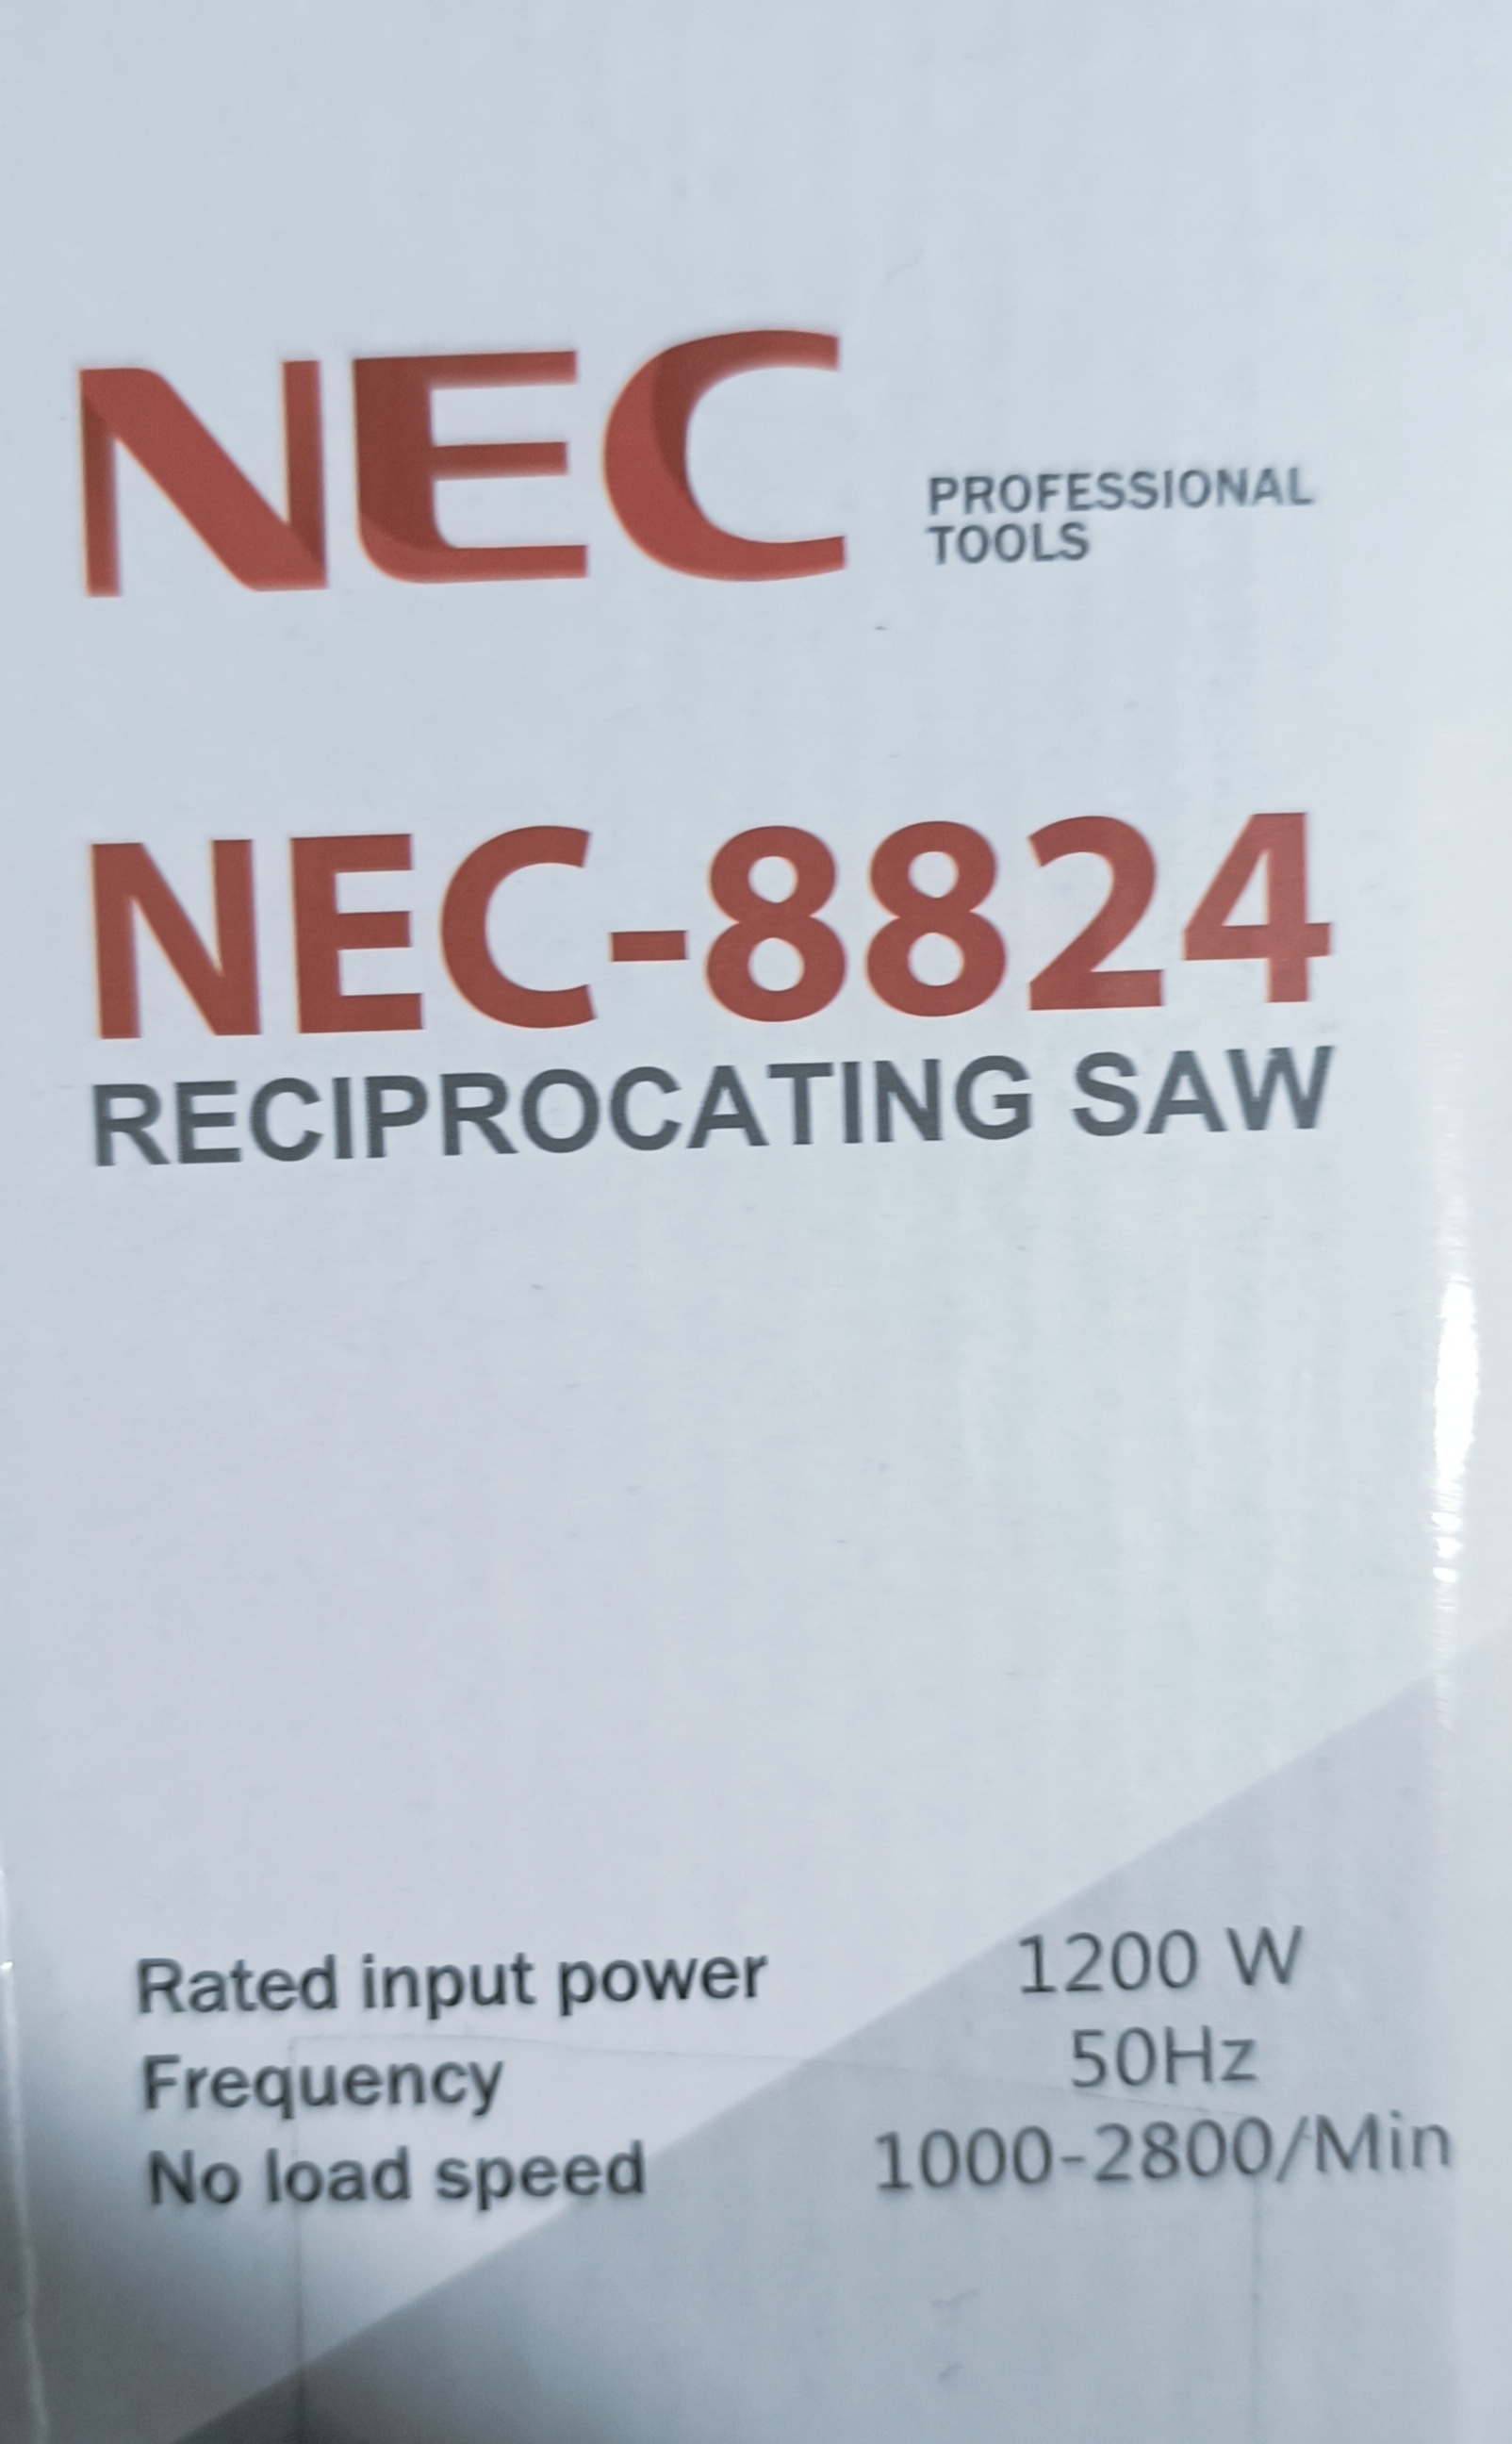 NEC
PROFESSIONAL
TOOLS
NEC-8824
RECIPROCATING SAW
Rated input power 1200 W
Frequency 50Hz
No load speed 1000-2800/Min